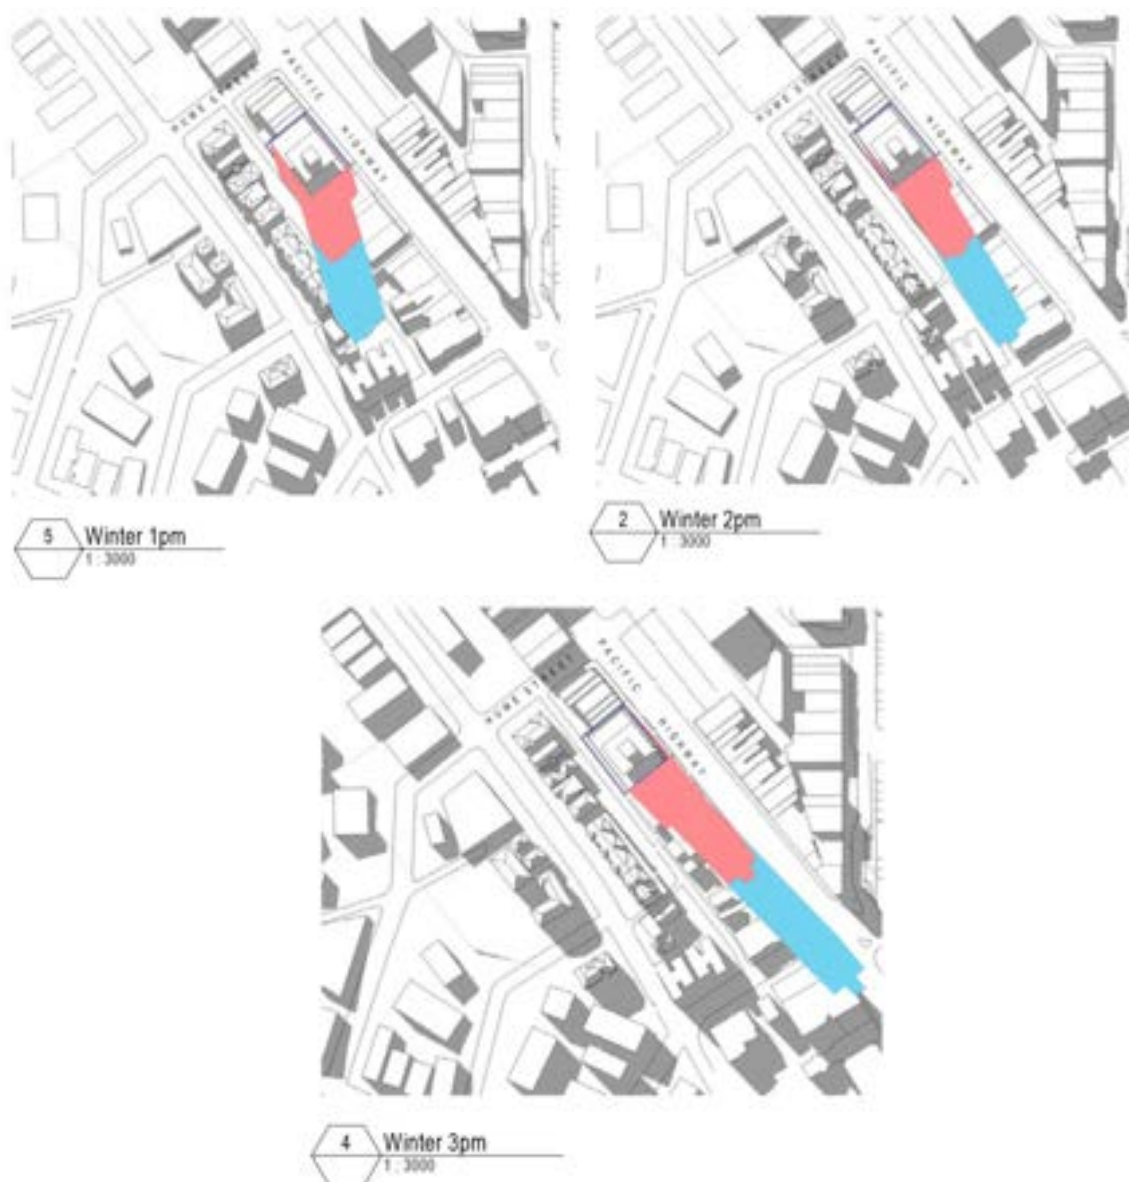 HUME STREET
PACIFIC
HIGHWAY
HUME STREET
PACIFIC
HIGHWAY
5
Winter 1pm
1 : 3000
2
Winter 2pm
1 : 3000
HUME STREET
PACIFIC
HIGHWAY
4
Winter 3pm
1 : 3000